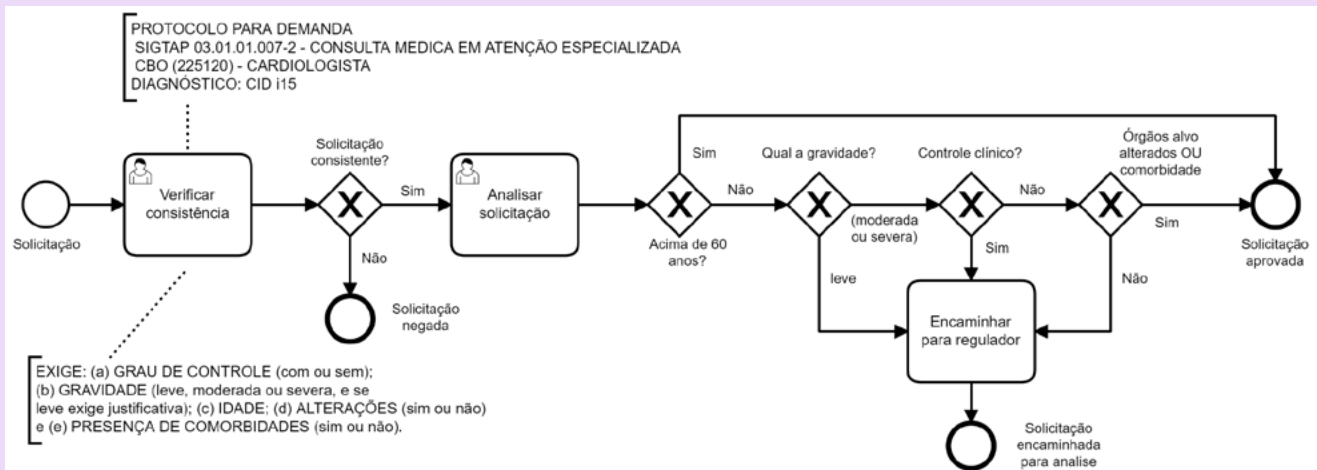 PROTOCOLO PARA DEMANDA
SIGTAP 03.01.01.007-2 - CONSULTA MEDICA EM ATENÇÃO ESPECIALIZADA
CBO (225120) - CARDIOLOGISTA
DIAGNÓSTICO: CID i15
Solicitação
Verificar
consistência
Solicitação
consistente?
Sim
Não
Solicitação
negada
Analisar
solicitação
Sim
Não
Acima de 60
anos?
Qual a gravidade?
(moderada
ou severa)
leve
Controle clínico?
Não
Sim
Órgãos alvo
alterados OU
comorbidade
Sim
Não
Solicitação
aprovada
Encaminhar
para regulador
Solicitação
encaminhada
para analise
EXIGE: (a) GRAU DE CONTROLE (com ou sem);
(b) GRAVIDADE (leve, moderada ou severa, e se
leve exige justificativa); (c) IDADE; (d) ALTERAÇÕES (sim ou não)
e (e) PRESENÇA DE COMORBIDADES (sim ou não).